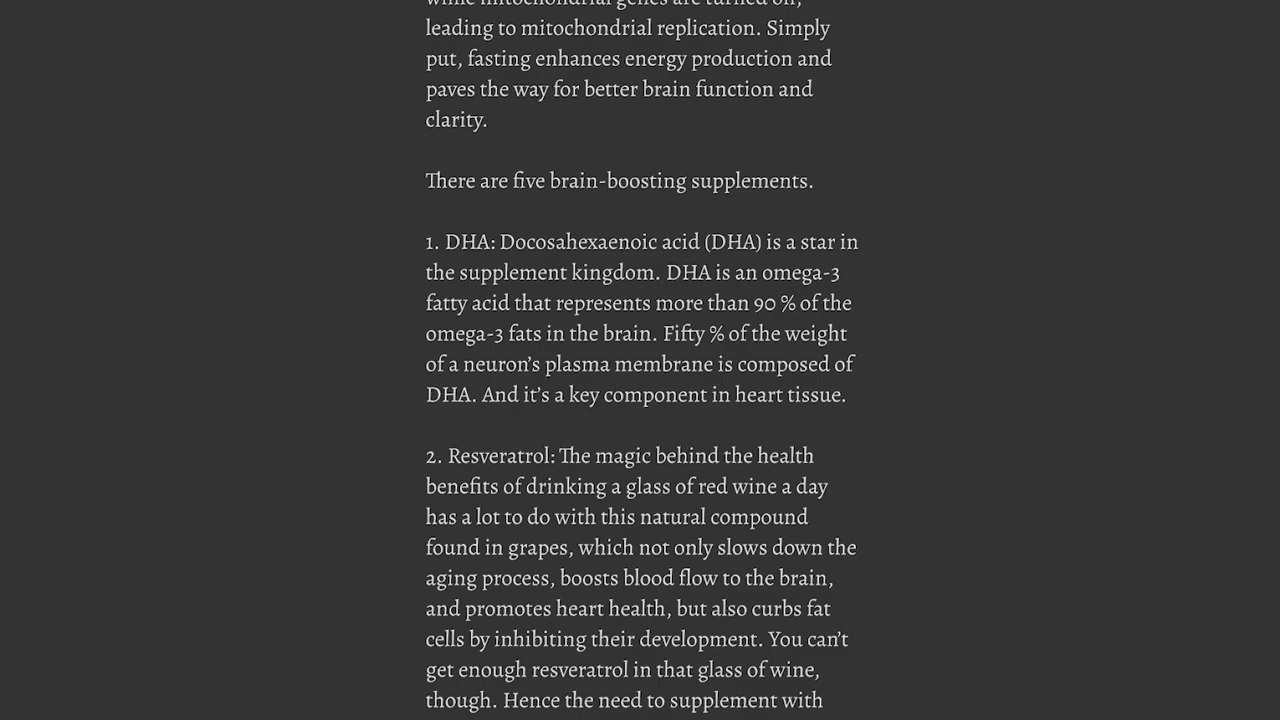 while mitochondrial genes are turned on,
leading to mitochondrial replication. Simply
put, fasting enhances energy production and
paves the way for better brain function and
clarity.
There are five brain-boosting supplements.
1. DHA: Docosahexaenoic acid (DHA) is a star in
the supplement kingdom. DHA is an omega-3
fatty acid that represents more than 90 % of the
omega-3 fats in the brain. Fifty % of the weight
of a neuron’s plasma membrane is composed of
DHA. And it’s a key component in heart tissue.
2. Resveratrol: The magic behind the health
benefits of drinking a glass of red wine a day
has a lot to do with this natural compound
found in grapes, which not only slows down the
aging process, boosts blood flow to the brain,
and promotes heart health, but also curbs fat
cells by inhibiting their development. You can’t
get enough resveratrol in that glass of wine,
though. Hence the need to supplement with